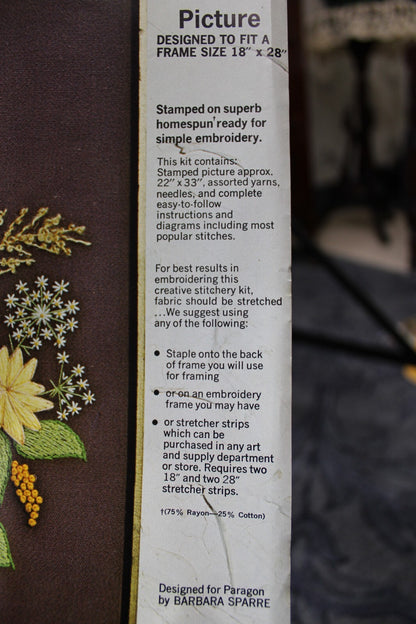 Picture
DESIGNED TO FIT A
FRAME SIZE 18" x 28"
Stamped on superb
homespun†ready for
simple embroidery.
This kit contains:
Stamped picture approx.
22" x 33", assorted yarns,
needles, and complete
easy-to-follow
instructions and
diagrams including most
popular stitches.
For best results in
embroidering this
creative stitchery kit,
fabric should be stretched
...We suggest using
any of the following:
• Staple onto the back
of frame you will use
for framing
• or on an embroidery
frame you may have
• or stretcher strips
which can be
purchased in any art
and supply department
or store. Requires two
18" and two 28"
stretcher strips.
†(75% Rayon—25% Cotton)
Designed for Paragon
by BARBARA SPARRE